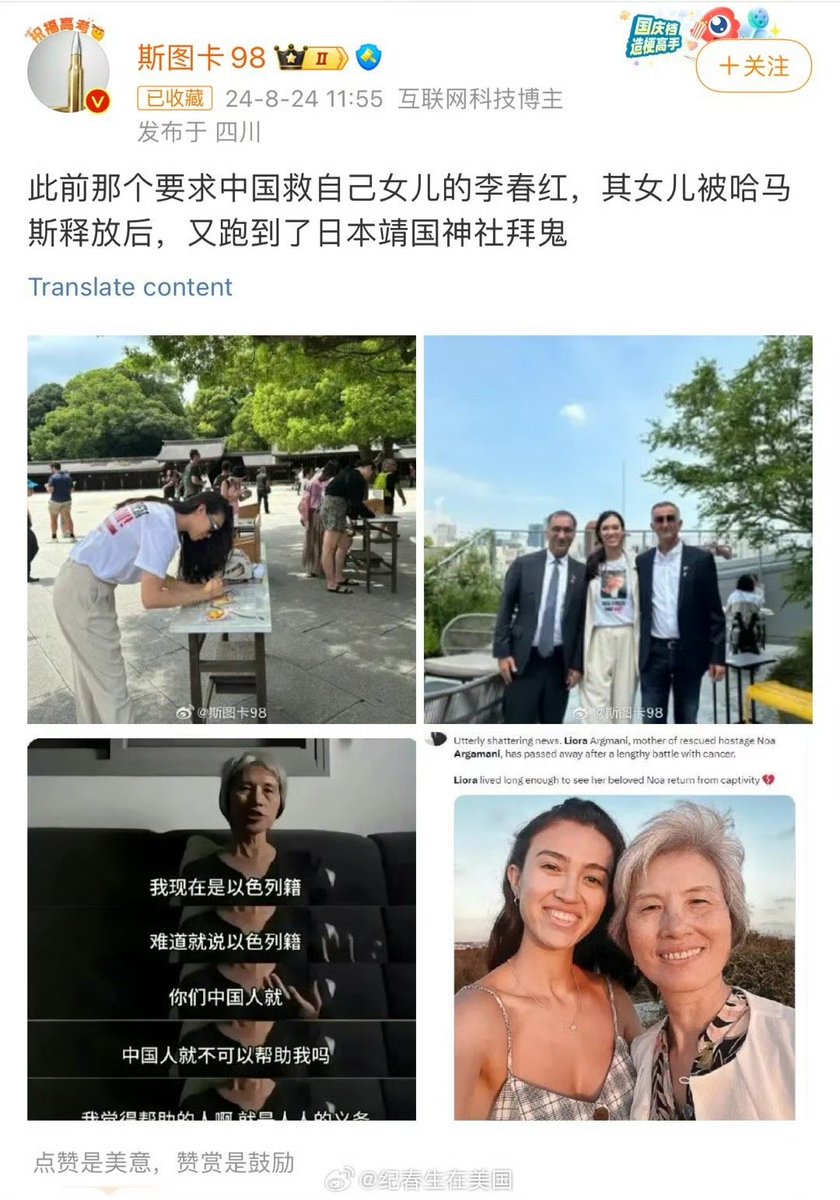 祝福高考
斯图卡98 II
国庆档
造梗高手
+关注
已收藏 24-8-24 11:55 互联网科技博主
发布于 四川
此前那个要求中国救自己女儿的李春红，其女儿被哈马
斯释放后，又跑到了日本靖国神社拜鬼
Translate content
@斯图卡98
@斯图卡98
我现在是以色列籍
难道就说以色列籍
你们中国人就
中国人就不可以帮助我吗
我觉得帮助的人啊 就是人人的义务
Utterly shattering news. Liora Argmani, mother of rescued hostage Noa
Argamani, has passed away after a lengthy battle with cancer.
Liora lived long enough to see her beloved Noa return from captivity 💔
点赞是美意，赞赏是鼓励
@纪春生在美国